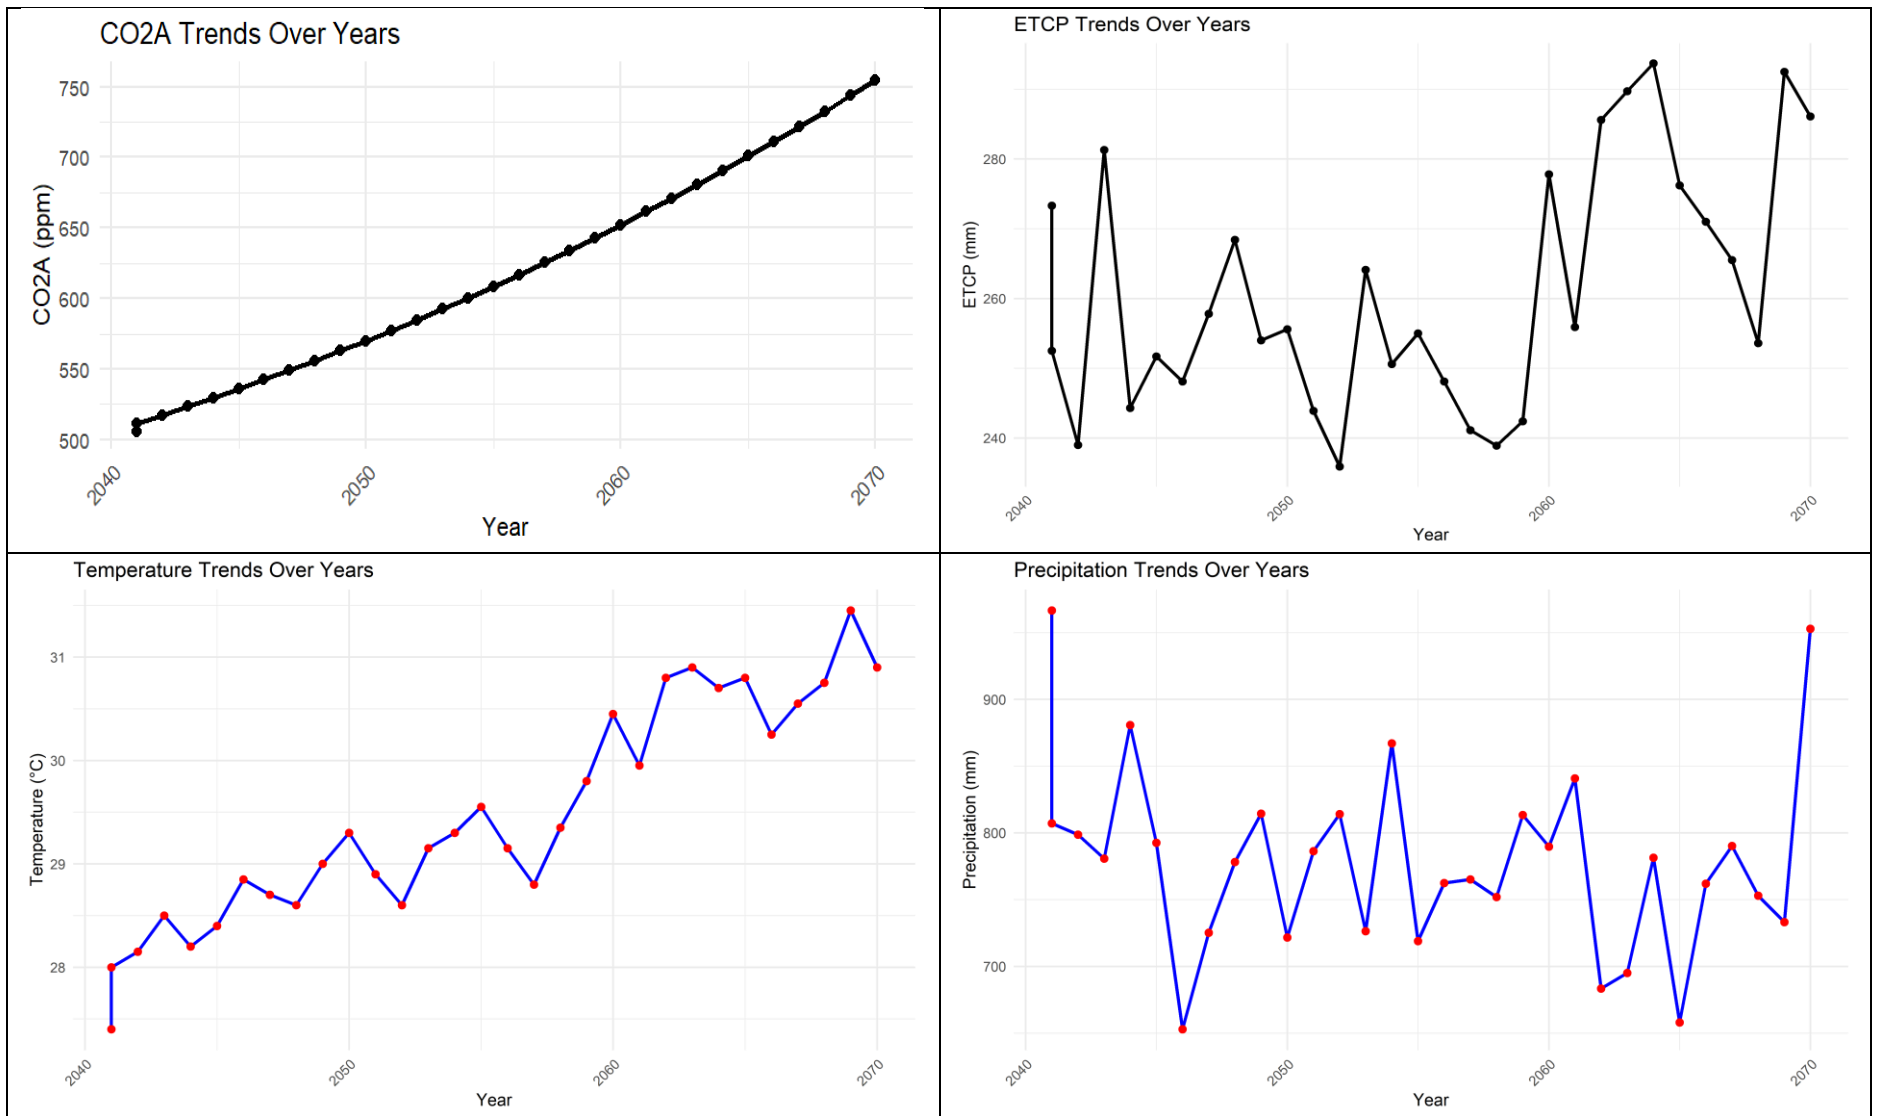 CO2A Trends Over Years
CO2A (ppm)
750
700
650
600
550
500
2040
2050
2060
2070
Year
ETCP Trends Over Years
ETCP (mm)
280
260
240
2040
2050
2060
2070
Year
Temperature Trends Over Years
Temperature (°C)
31
30
29
28
2040
2050
2060
2070
Year
Precipitation Trends Over Years
Precipitation (mm)
900
800
700
2040
2050
2060
2070
Year